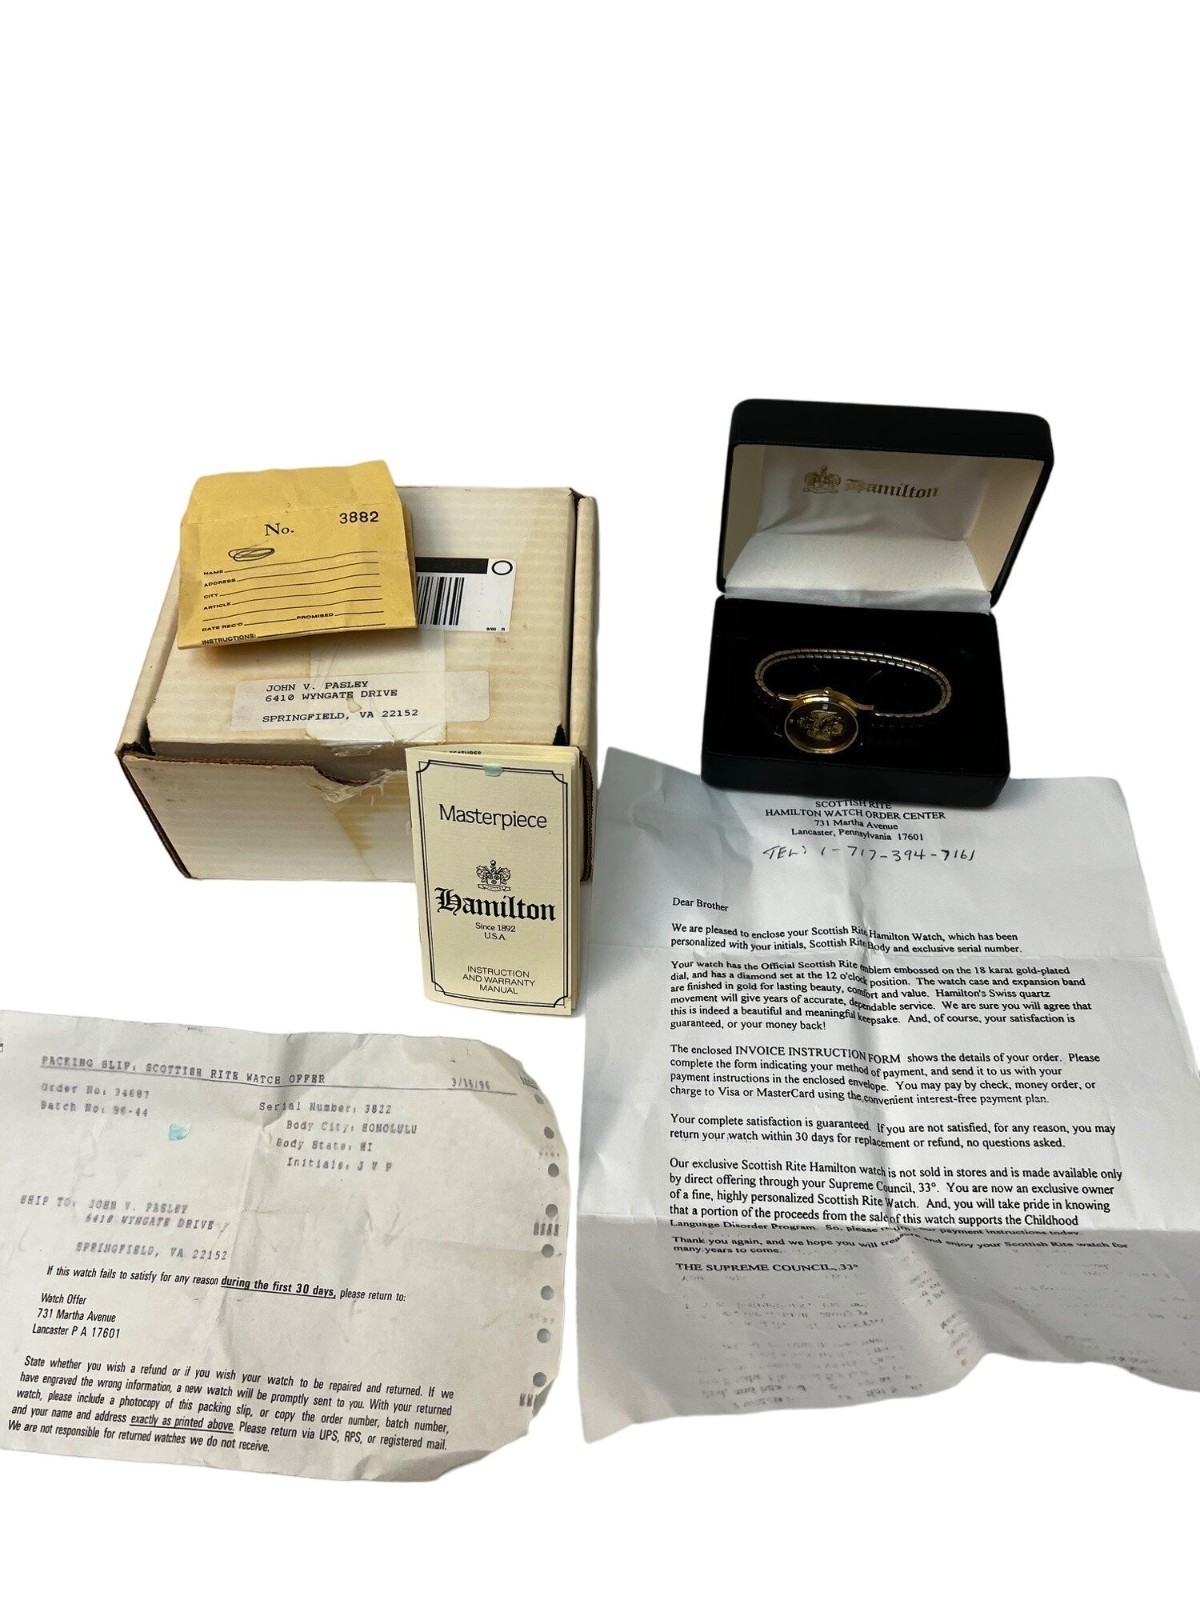 No. 3882
NAME
ADDRESS
CITY
ARTICLE
DATE REC'D PROMISED
INSTRUCTIONS:
JOHN V. PASLEY
6410 WYNGATE DRIVE
SPRINGFIELD, VA 22152
Hamilton
FEATURES
Masterpiece
Hamilton
Since 1892
U.S.A.
INSTRUCTION
AND WARRANTY
MANUAL
SCOTTISH RITE
HAMILTON WATCH ORDER CENTER
731 Martha Avenue
Lancaster, Pennsylvania 17601
TEL: 1-717-394-7161
Dear Brother
We are pleased to enclose your Scottish Rite Hamilton Watch, which has been
personalized with your initials, Scottish Rite Body and exclusive serial number.
Your watch has the Official Scottish Rite emblem embossed on the 18 karat gold-plated
dial, and has a diamond set at the 12 o'clock position. The watch case and expansion band
are finished in gold for lasting beauty, comfort and value. Hamilton's Swiss quartz
movement will give years of accurate, dependable service. We are sure you will agree that
this is indeed a beautiful and meaningful keepsake. And, of course, your satisfaction is
guaranteed, or your money back!
The enclosed INVOICE INSTRUCTION FORM shows the details of your order. Please
complete the form indicating your method of payment, and send it to us with your
payment instructions in the enclosed envelope. You may pay by check, money order, or
charge to Visa or MasterCard using the convenient interest-free payment plan.
Your complete satisfaction is guaranteed. If you are not satisfied, for any reason, you may
return your watch within 30 days for replacement or refund, no questions asked.
Our exclusive Scottish Rite Hamilton watch is not sold in stores and is made available only
by direct offering through your Supreme Council, 33°. You are now an exclusive owner
of a fine, highly personalized Scottish Rite Watch. And, you will take pride in knowing
that a portion of the proceeds from the sale of this watch supports the Childhood
Language Disorder Program. So, please return your payment instructions today.
Thank you again, and we hope you will treasure and enjoy your Scottish Rite watch for
many years to come.
THE SUPREME COUNCIL, 33°
PACKING SLIP: SCOTTISH RITE WATCH OFFER 3/15/96
Order No: 34687
Batch No: 96-44
Serial Number: 3822
Body City: HONOLULU
Body State: HI
Initials: J V P
SHIP TO: JOHN V. PASLEY
6410 WYNGATE DRIVE
SPRINGFIELD, VA 22152
If this watch fails to satisfy for any reason during the first 30 days, please return to:
Watch Offer
731 Martha Avenue
Lancaster P A 17601
State whether you wish a refund or if you wish your watch to be repaired and returned. If we
have engraved the wrong information, a new watch will be promptly sent to you. With your returned
watch, please include a photocopy of this packing slip, or copy the order number, batch number,
and your name and address exactly as printed above. Please return via UPS, RPS, or registered mail.
We are not responsible for returned watches we do not receive.